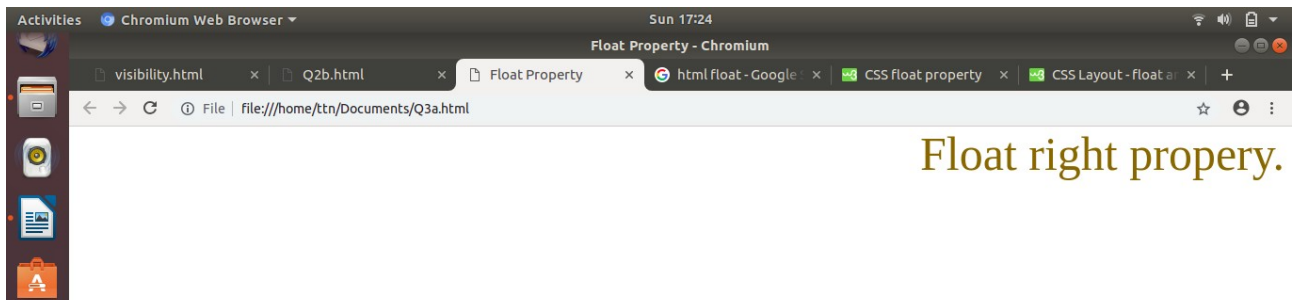 Activities Chromium Web Browser Sun 17:24
Float Property - Chromium
visibility.html Q2b.html Float Property html float - Google CSS float property CSS Layout - float
File file:///home/ttn/Documents/Q3a.html
Float right propery.